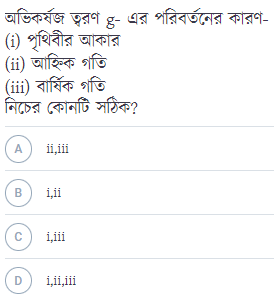 অভিকর্ষজ ত্বরণ g- এর পরিবর্তনের কারণ-
(i) পৃথিবীর আকার
(ii) আহ্নিক গতি
(iii) বার্ষিক গতি
নিচের কোনটি সঠিক?
A ii,iii
B i,ii
C i,iii
D i,ii,iii